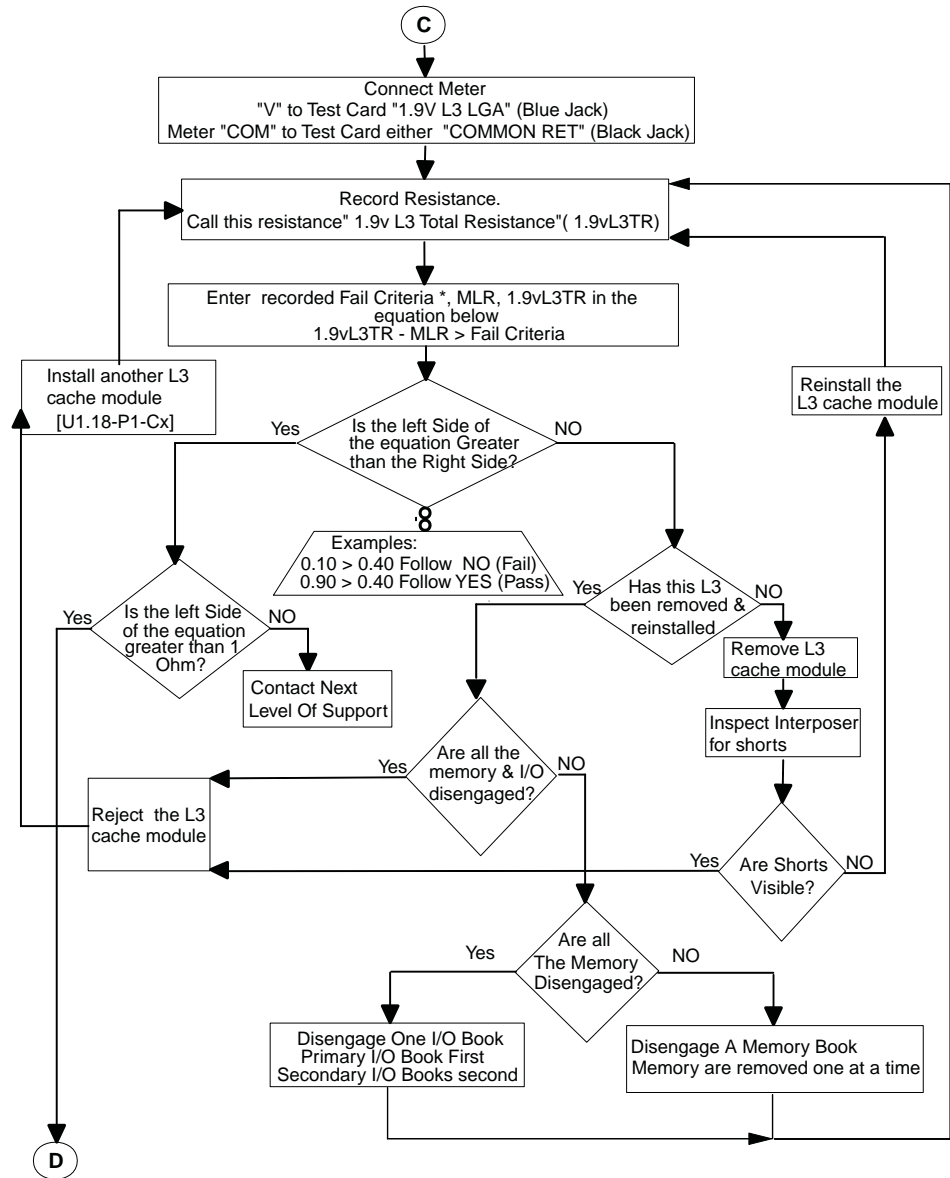 C
Connect Meter
"V" to Test Card "1.9V L3 LGA" (Blue Jack)
Meter "COM" to Test Card either "COMMON RET" (Black Jack)
Record Resistance.
Call this resistance" 1.9v L3 Total Resistance"( 1.9vL3TR)
Enter recorded Fail Criteria *, MLR, 1.9vL3TR in the
equation below
1.9vL3TR - MLR > Fail Criteria
Install another L3
cache module
[U1.18-P1-Cx]
Reinstall the
L3 cache module
Yes
Is the left Side of
the equation Greater
than the Right Side?
NO
Examples:
0.10 > 0.40 Follow NO (Fail)
0.90 > 0.40 Follow YES (Pass)
Yes
Is the left Side
Of the equation
greater than 1
Ohm?
NO
Contact Next
Level Of Support
Yes
Has this L3
been removed &
reinstalled
NO
Remove L3
cache module
Inspect Interposer
for shorts
Yes
Are all the
memory & I/O
disengaged?
NO
Reject the L3
cache module
Yes
Are Shorts
Visible?
NO
Yes
Are all
The Memory
Disengaged?
NO
Disengage One I/O Book
Primary I/O Book First
Secondary I/O Books second
Disengage A Memory Book
Memory are removed one at a time
D